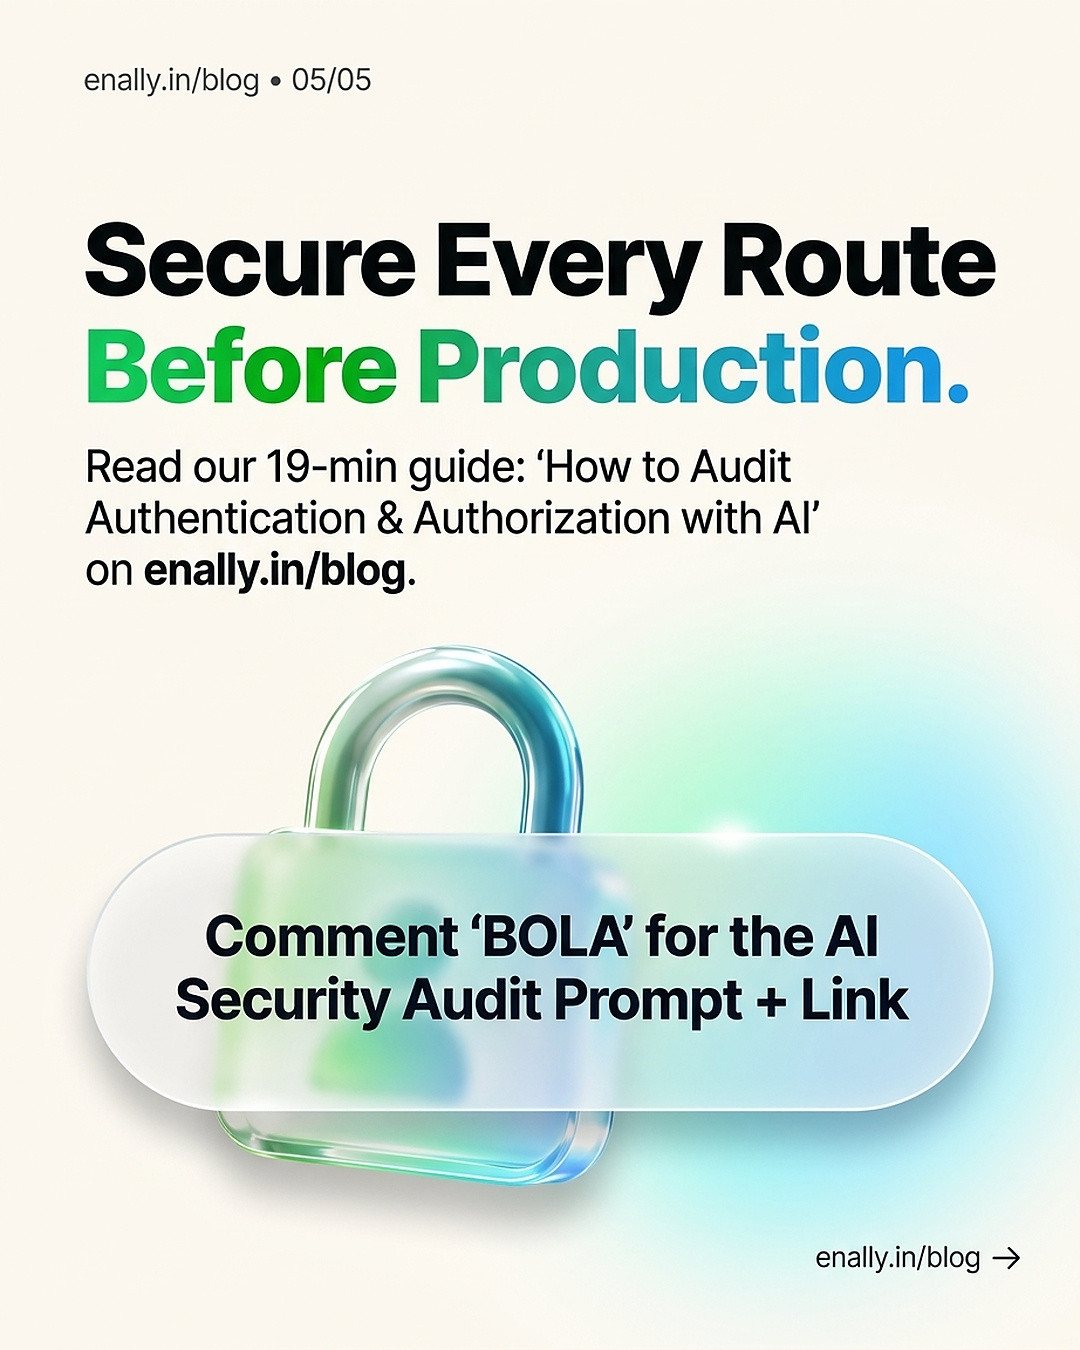 enally.in/blog • 05/05
Secure Every Route
Before Production.
Read our 19-min guide: ‘How to Audit
Authentication & Authorization with AI’
on enally.in/blog.
Comment ‘BOLA’ for the AI
Security Audit Prompt + Link
enally.in/blog →